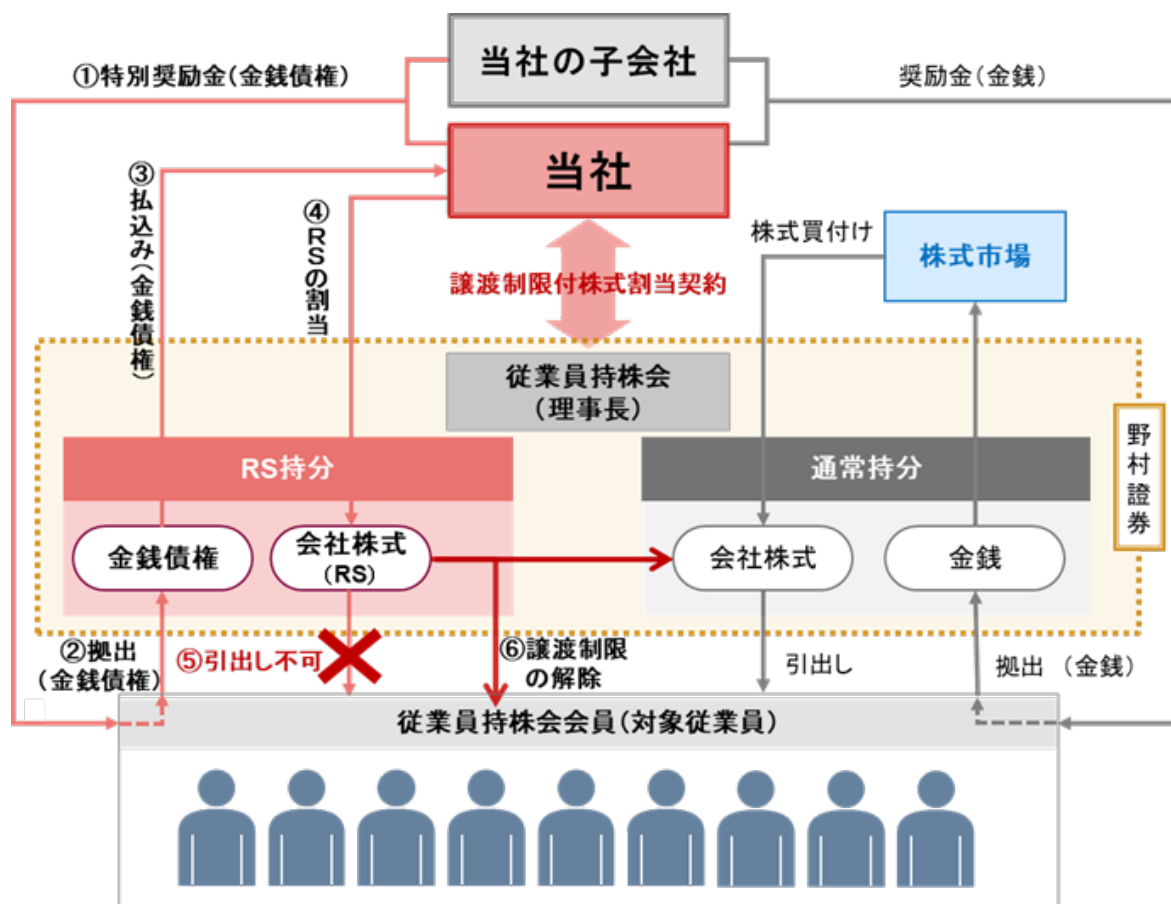 当社の子会社
①特別奨励金(金銭債権)
奨励金(金銭)
当社
③払込み(金銭債権)
④RSの割当
株式買付け
株式市場
譲渡制限付株式割当契約
従業員持株会
(理事長)
野村證券
RS持分
通常持分
金銭債権
会社株式
(RS)
会社株式
金銭
②拠出
(金銭債権)
⑤引出し不可
⑥譲渡制限
の解除
引出し
拠出 (金銭)
従業員持株会会員(対象従業員)